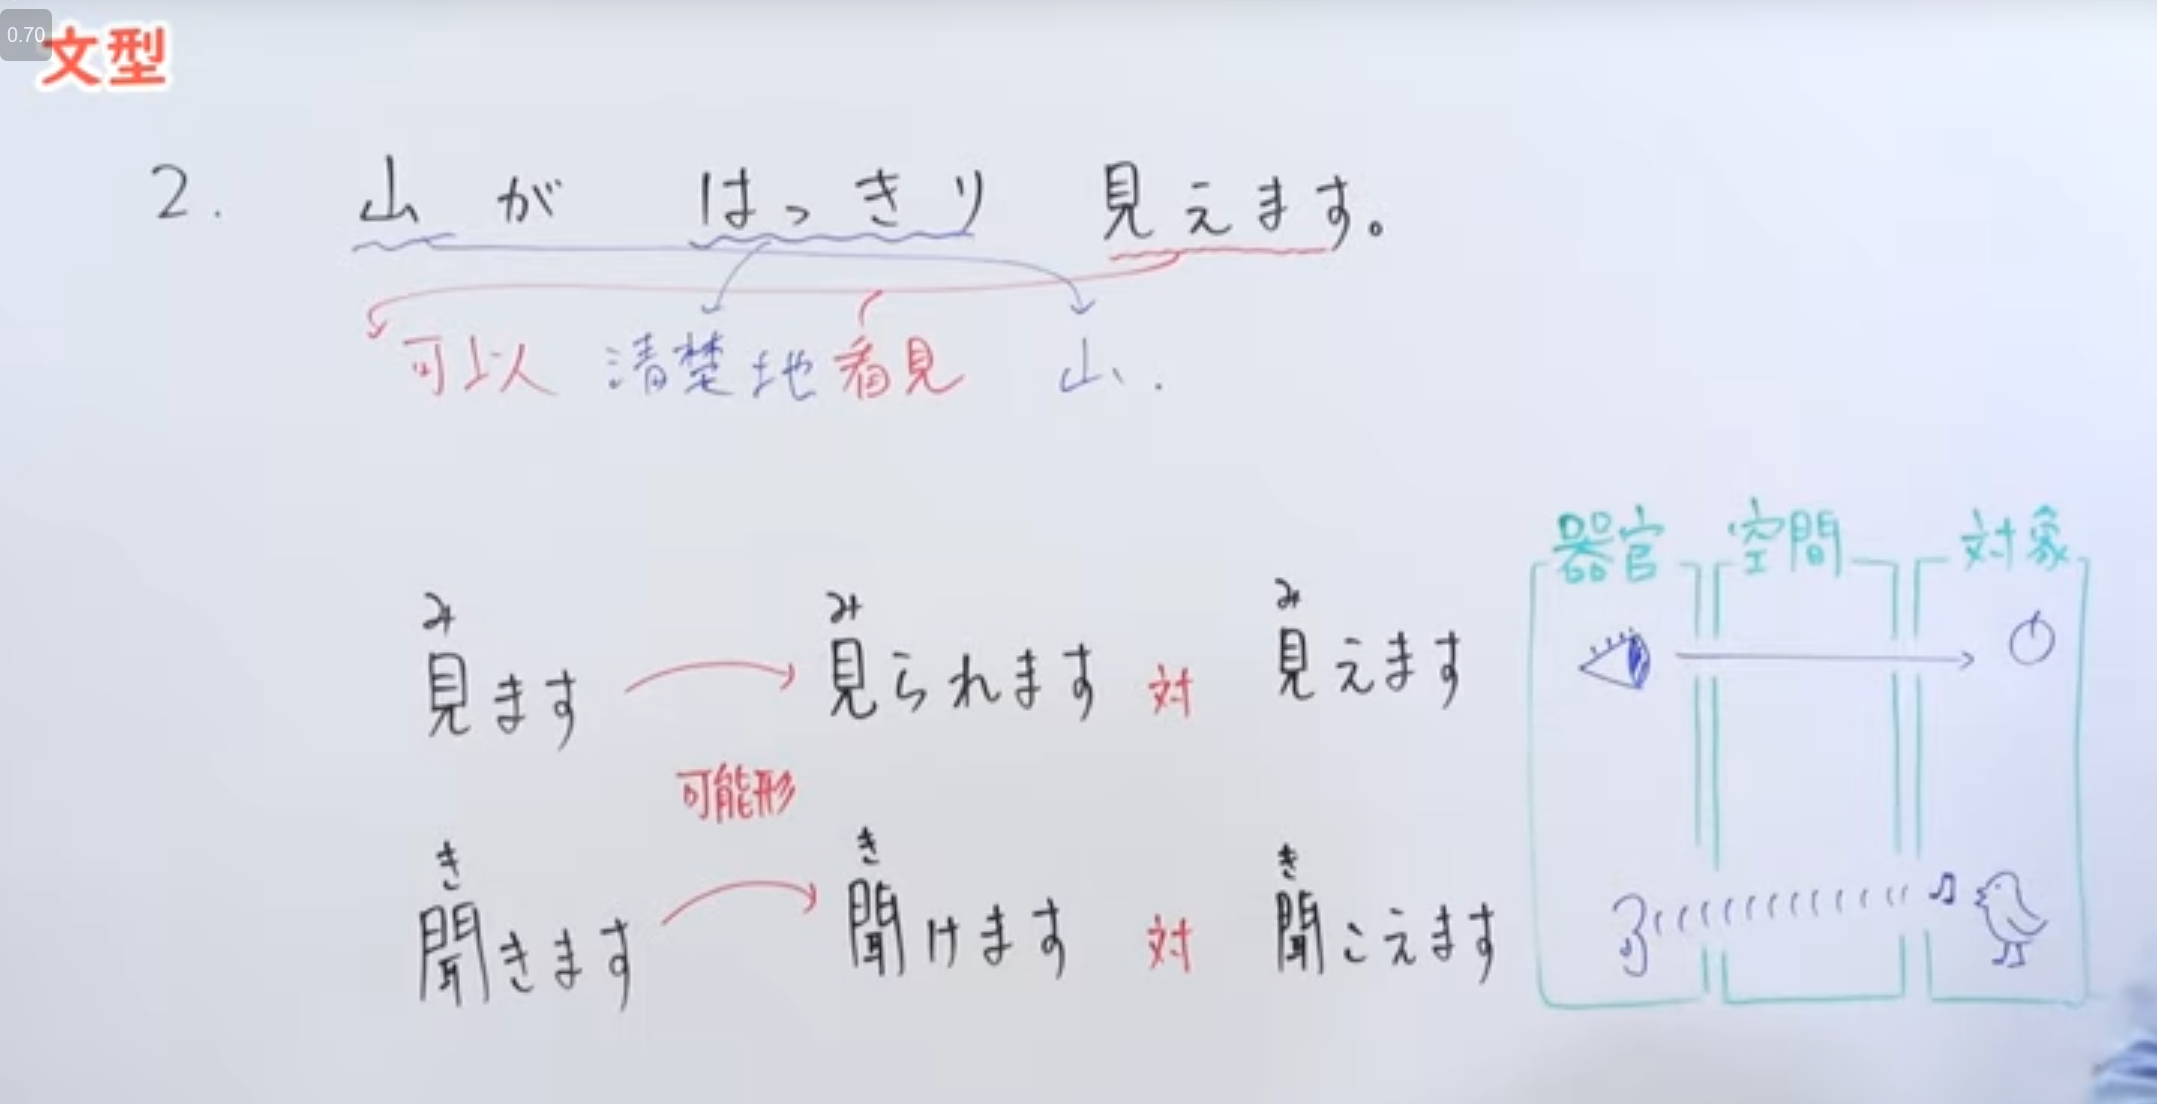 0.70
文型
2. 山が はっきり 見えます。
可以 清楚地 看見 山.
器官 空間 対象
み み み
見ます 見られます 対 見えます
可能形
き き き
聞きます 聞けます 対 聞こえます